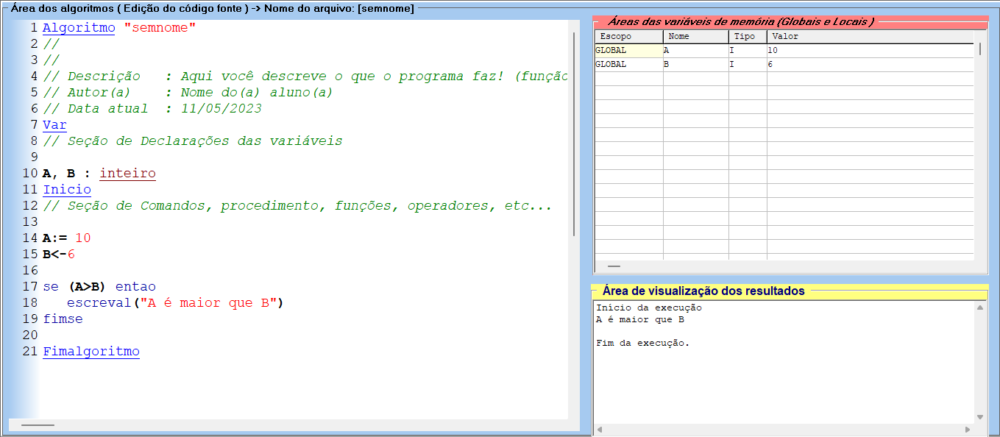 Área dos algoritmos ( Edição do código fonte ) -> Nome do arquivo: [semnome]
1 Algoritmo "semnome"
2 //
3 //
4 // Descrição   : Aqui você descreve o que o programa faz! (função
5 // Autor(a)    : Nome do(a) aluno(a)
6 // Data atual  : 11/05/2023
7 Var
8 // Seção de Declarações das variáveis
9
10 A, B : inteiro
11 Inicio
12 // Seção de Comandos, procedimento, funções, operadores, etc...
13
14 A:= 10
15 B<-6
16
17 se (A>B) entao
18    escreval("A é maior que B")
19 fimse
20
21 Fimalgoritmo
Áreas das variáveis de memória (Globais e Locais )
Escopo Nome Tipo Valor
GLOBAL A I 10
GLOBAL B I 6
Área de visualização dos resultados
Início da execução
A é maior que B
Fim da execução.